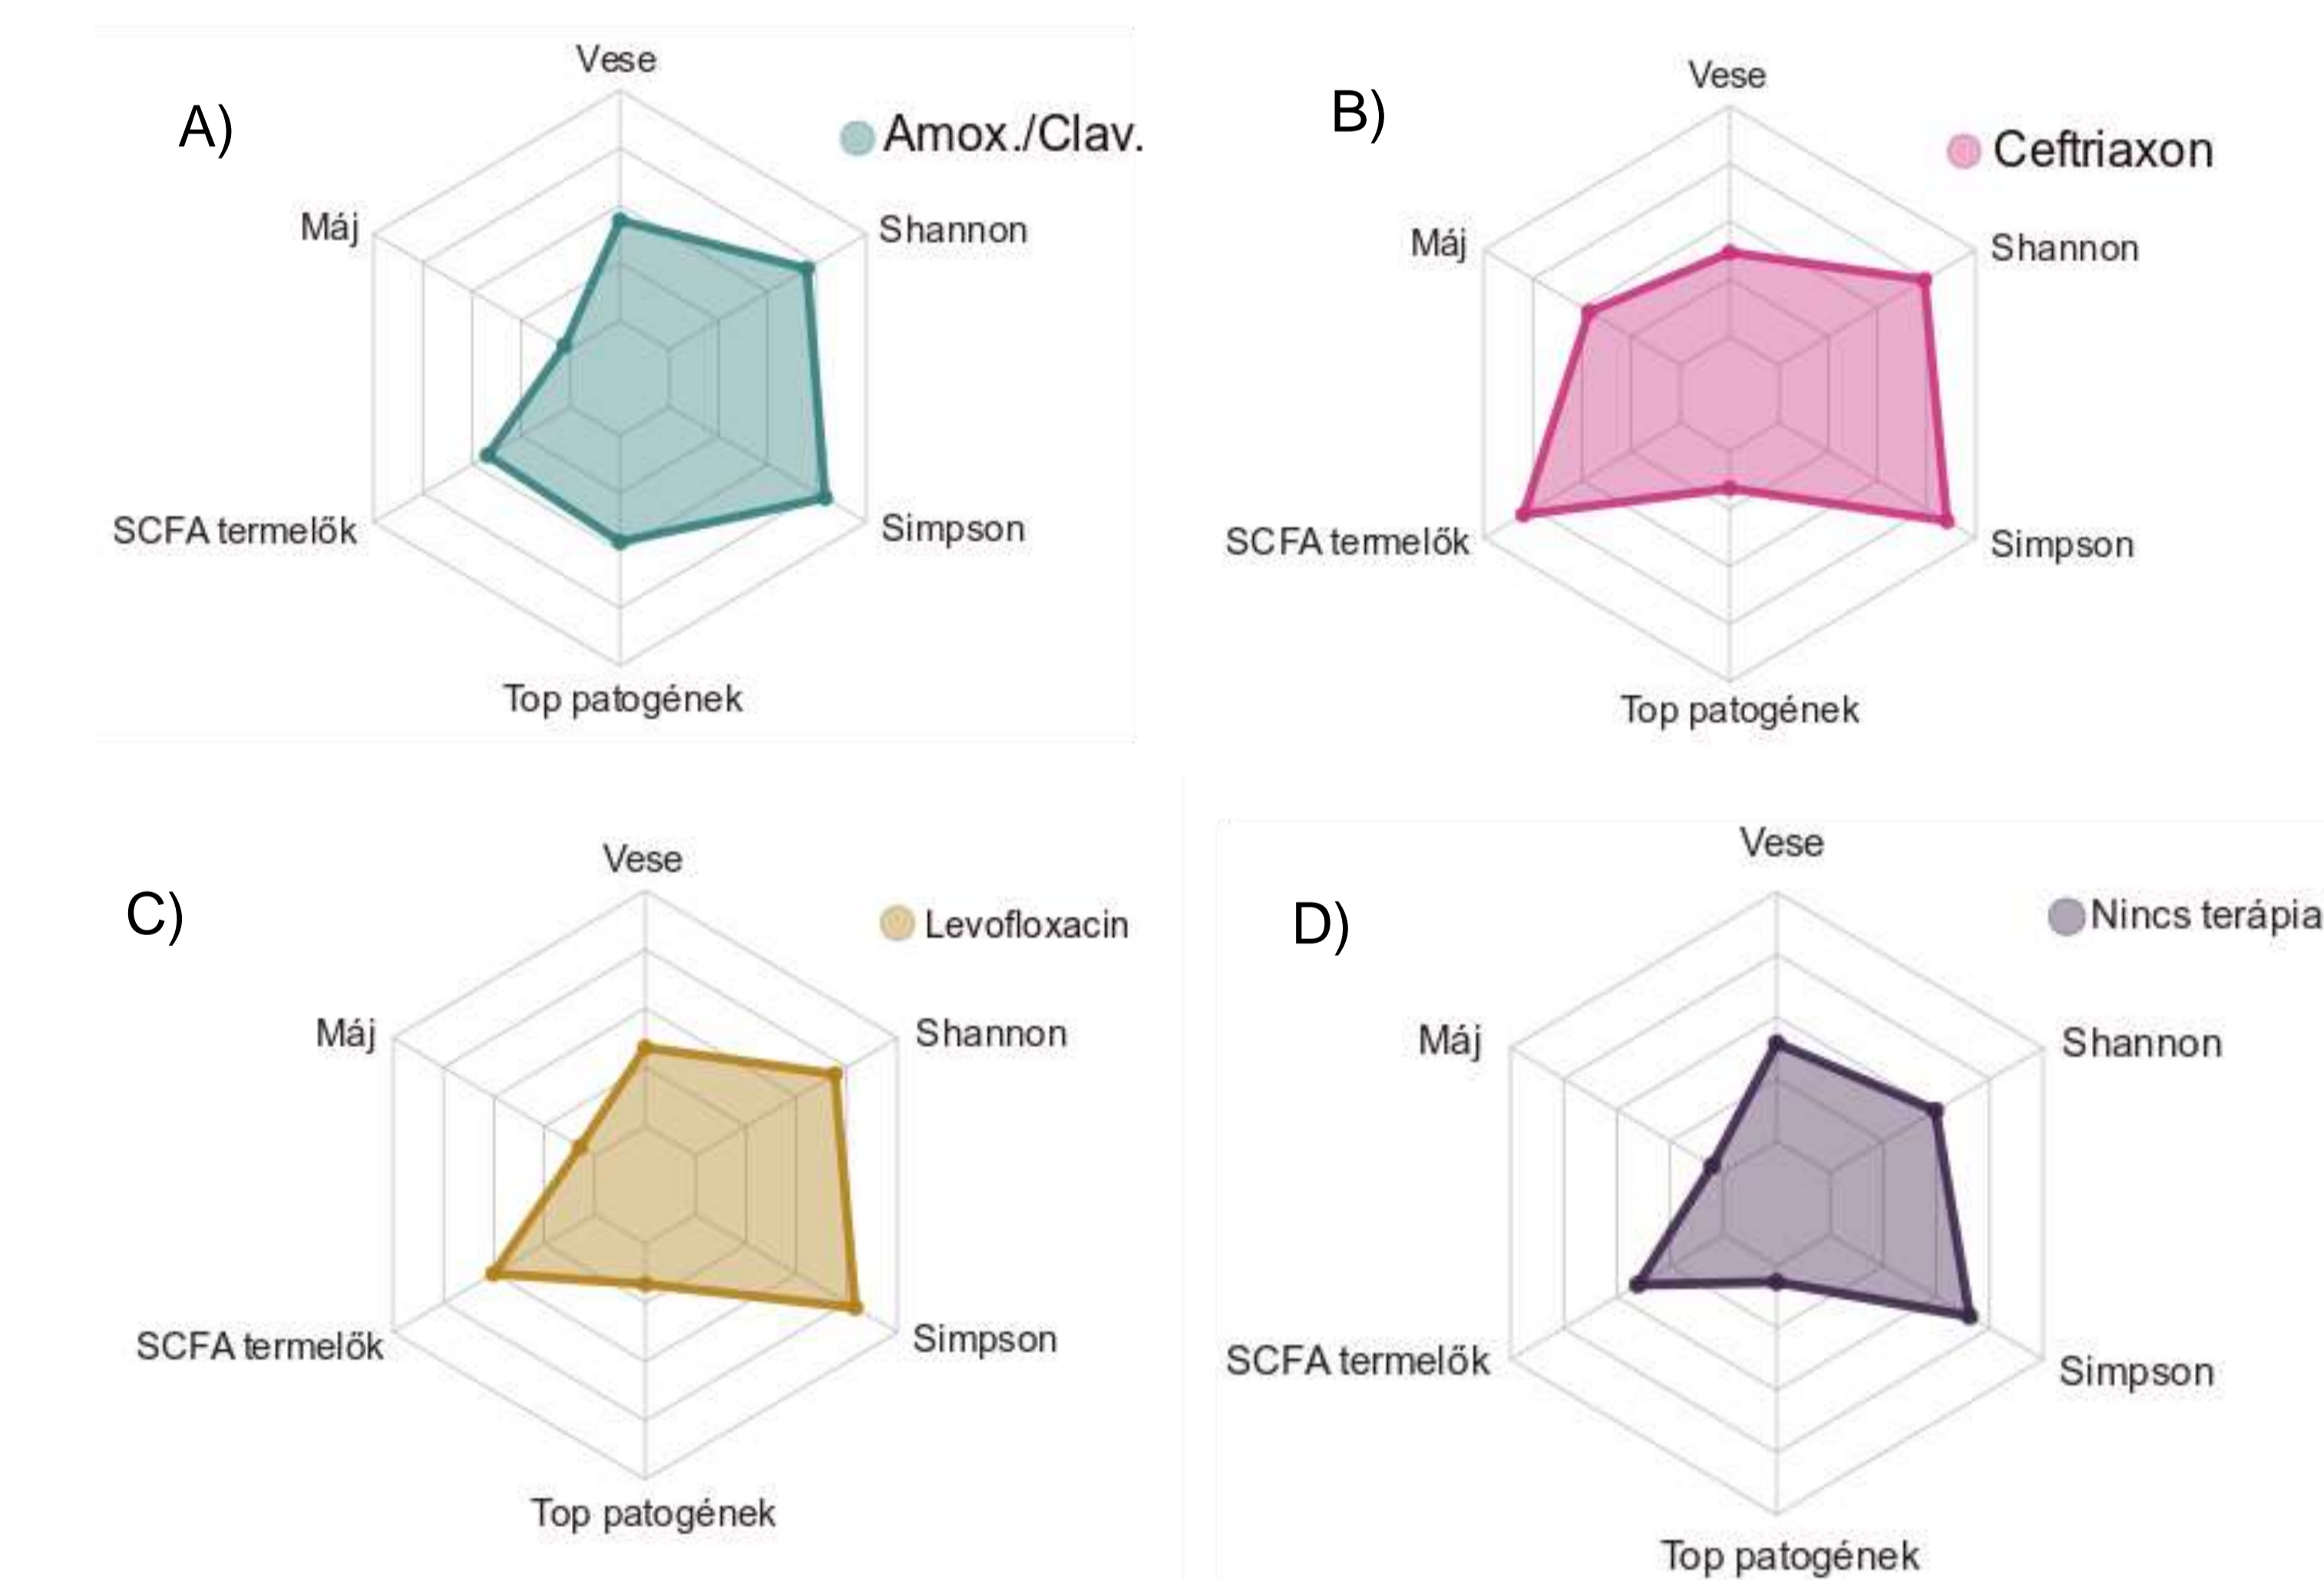 A)
Vese
Amox./Clav.
Máj
Shannon
SCFA termelők
Simpson
Top patogének
B)
Vese
Ceftriaxon
Máj
Shannon
SCFA termelők
Simpson
Top patogének
C)
Vese
Levofloxacin
Máj
Shannon
SCFA termelők
Simpson
Top patogének
D)
Vese
Nincs terápia
Máj
Shannon
SCFA termelők
Simpson
Top patogének